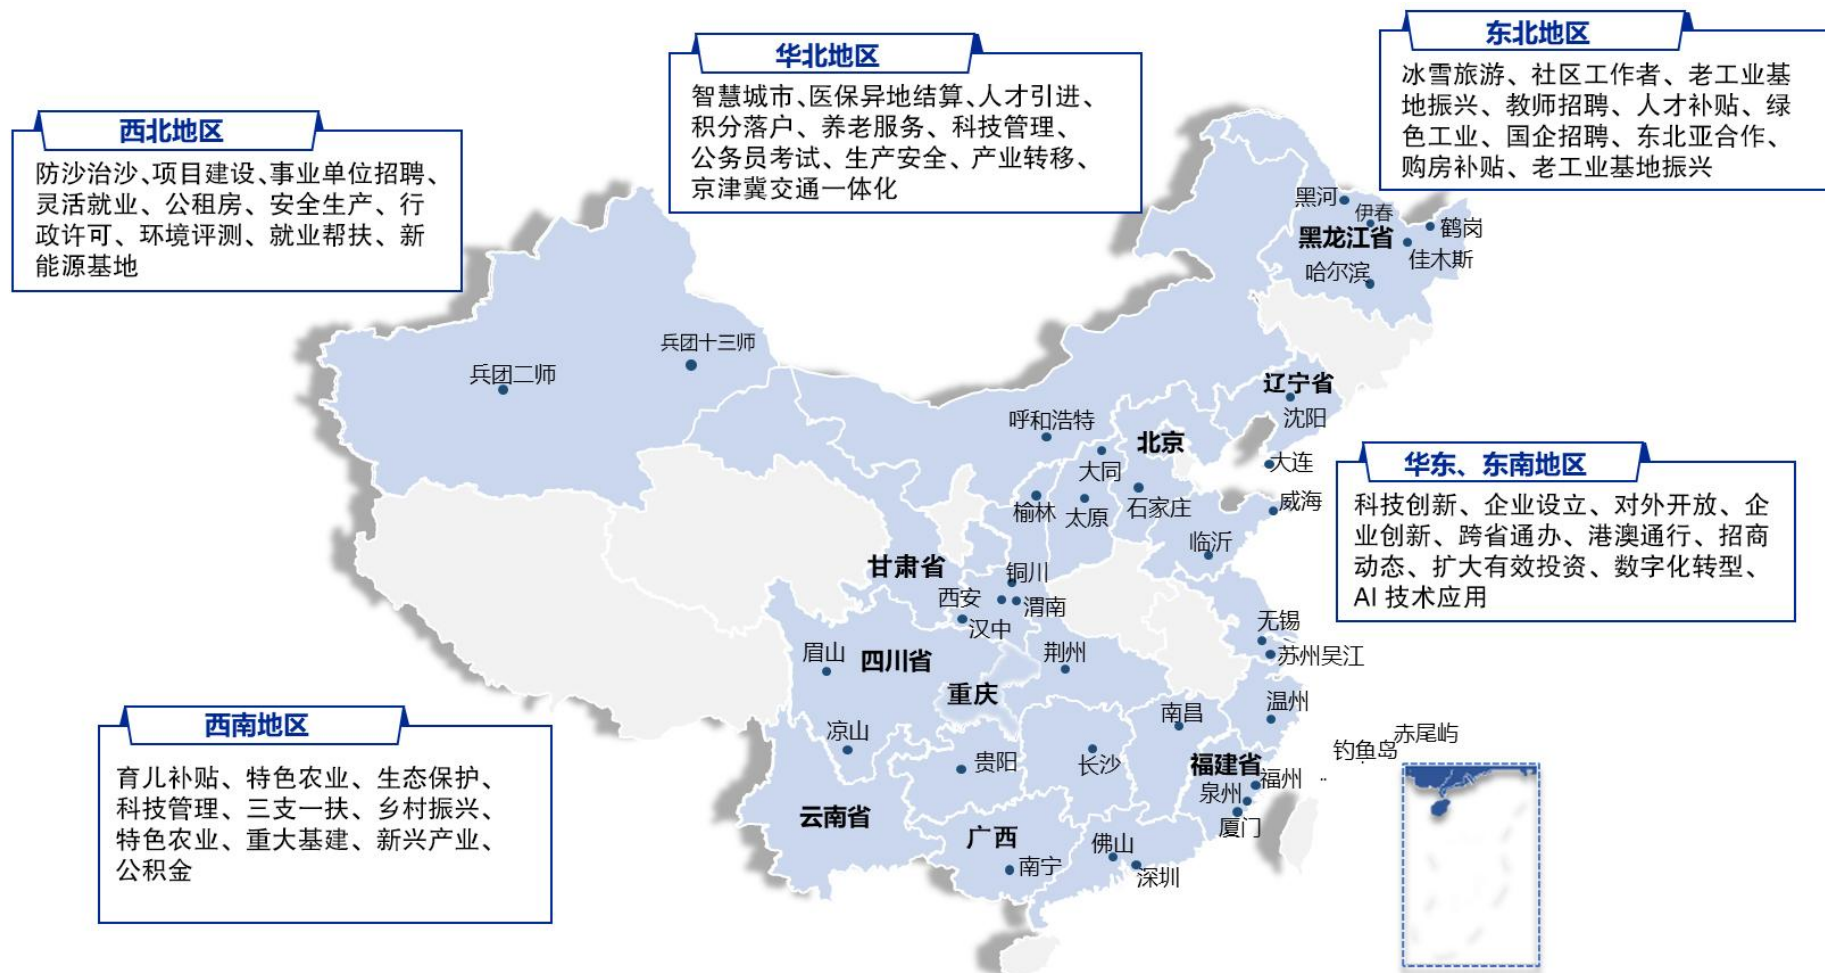 东北地区
冰雪旅游、社区工作者、老工业基
地振兴、教师招聘、人才补贴、绿
色工业、国企招聘、东北亚合作、
购房补贴、老工业基地振兴
华北地区
智慧城市、医保异地结算、人才引进、
积分落户、养老服务、科技管理、
公务员考试、生产安全、产业转移、
京津冀交通一体化
西北地区
防沙治沙、项目建设、事业单位招聘、
灵活就业、公租房、安全生产、行
政许可、环境评测、就业帮扶、新
能源基地
黑河
伊春
鹤岗
黑龙江省
佳木斯
哈尔滨
兵团十三师
兵团二师
辽宁省
沈阳
呼和浩特
北京
大同
大连
榆林
太原
石家庄
威海
临沂
华东、东南地区
科技创新、企业设立、对外开放、企
业创新、跨省通办、港澳通行、招商
动态、扩大有效投资、数字化转型、
AI 技术应用
甘肃省
铜川
西安
渭南
汉中
无锡
苏州吴江
眉山
四川省
荆州
重庆
温州
南昌
西南地区
育儿补贴、特色农业、生态保护、
科技管理、三支一扶、乡村振兴、
特色农业、重大基建、新兴产业、
公积金
凉山
贵阳
长沙
福建省
福州
钓鱼岛
赤尾屿
泉州
厦门
云南省
广西
南宁
佛山
深圳